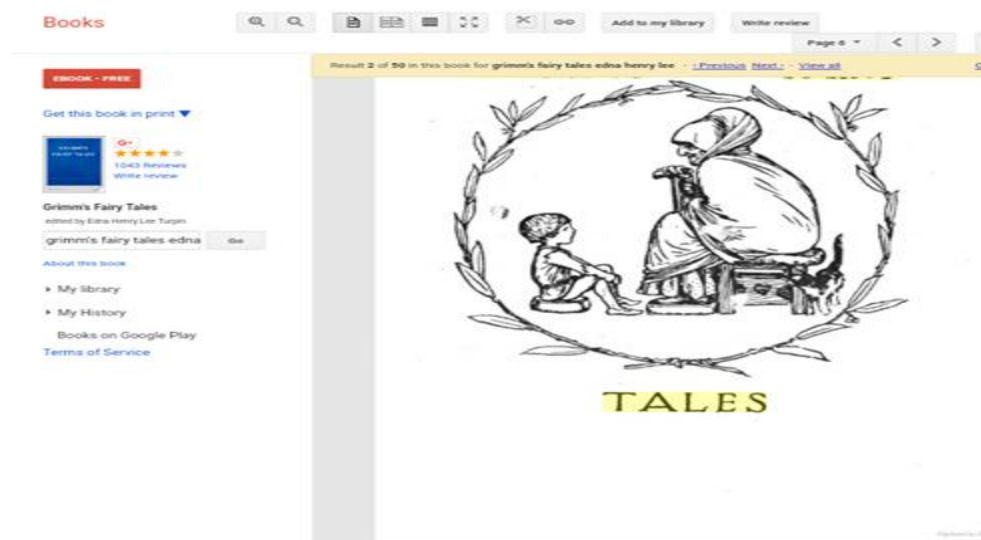 Books
Add to my library
Write review
Page 6
Result 2 of 50 in this book for grimm's fairy tales edna henry lee - ‹ Previous Next › - View all
EBOOK - FREE
Get this book in print ▼
G+
1043 Reviews
Write review
Grimm's Fairy Tales
edited by Edna Henry Lee Turpin
grimm's fairy tales edna
Go
About this book
My library
My History
Books on Google Play
Terms of Service
TALES